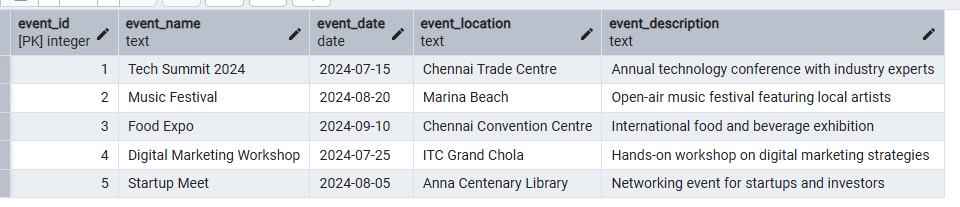 event_id event_name event_date event_location event_description
[PK] integer text date text text
1 Tech Summit 2024 2024-07-15 Chennai Trade Centre Annual technology conference with industry experts
2 Music Festival 2024-08-20 Marina Beach Open-air music festival featuring local artists
3 Food Expo 2024-09-10 Chennai Convention Centre International food and beverage exhibition
4 Digital Marketing Workshop 2024-07-25 ITC Grand Chola Hands-on workshop on digital marketing strategies
5 Startup Meet 2024-08-05 Anna Centenary Library Networking event for startups and investors